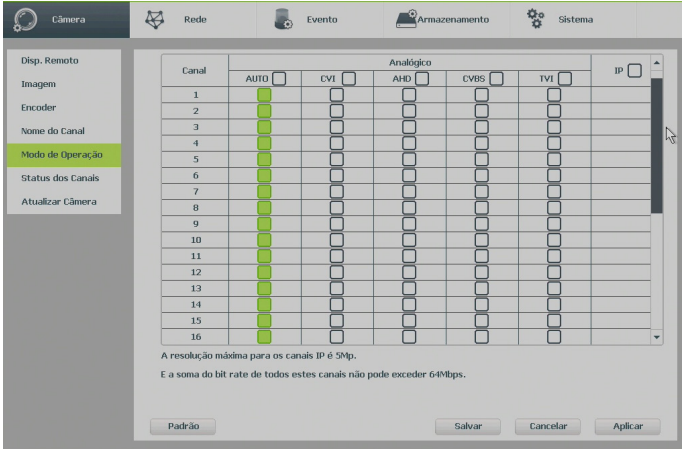 Câmera Rede Evento Armazenamento Sistema
Disp. Remoto
Imagem
Encoder
Nome do Canal
Modo de Operação
Status dos Canais
Atualizar Câmera
Canal Analógico IP
AUTO CVI AHD CVBS TVI
1
2
3
4
5
6
7
8
9
10
11
12
13
14
15
16
A resolução máxima para os canais IP é 5Mp.
E a soma do bit rate de todos estes canais não pode exceder 64Mbps.
Padrão Salvar Cancelar Aplicar